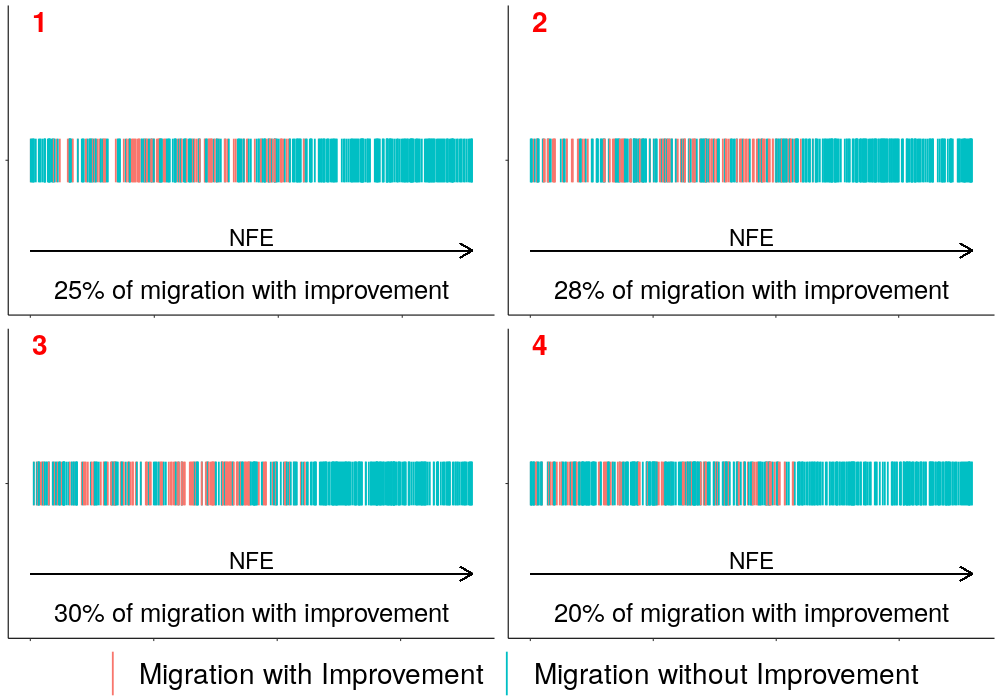 1
NFE
25% of migration with improvement
2
NFE
28% of migration with improvement
3
NFE
30% of migration with improvement
4
NFE
20% of migration with improvement
Migration with Improvement
Migration without Improvement